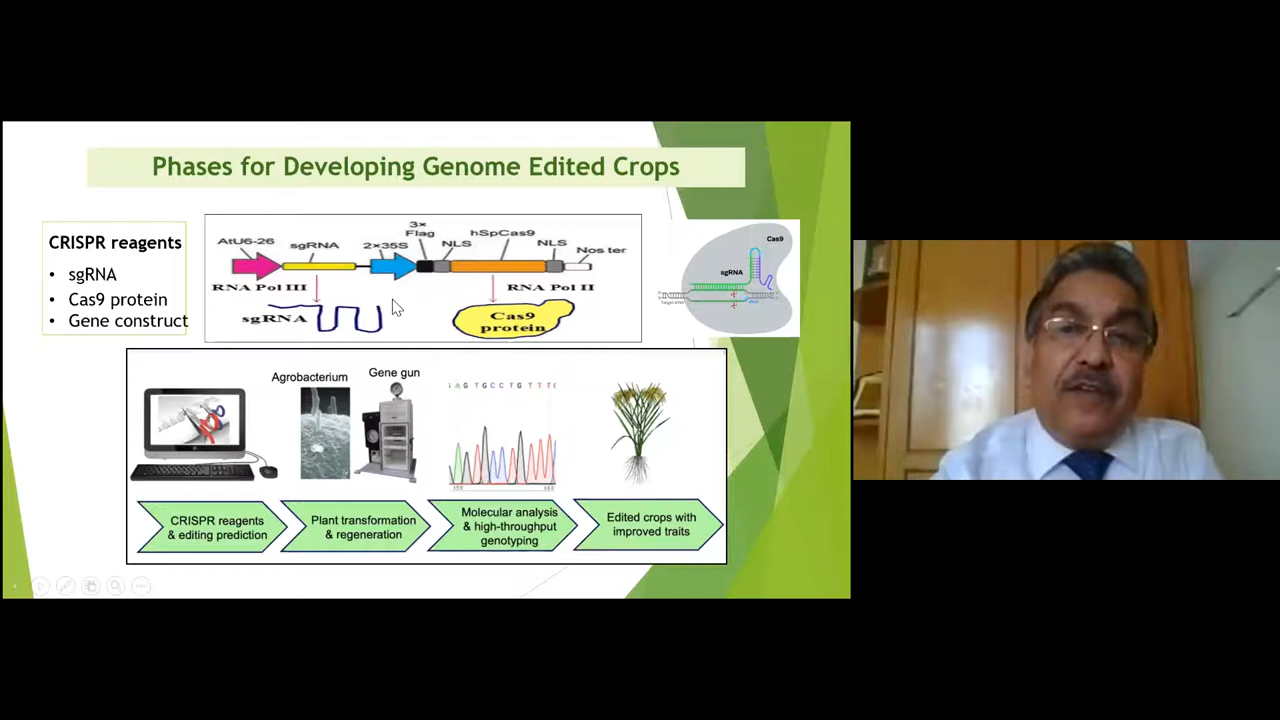 Phases for Developing Genome Edited Crops
CRISPR reagents
• sgRNA
• Cas9 protein
• Gene construct
AtU6-26
sgRNA
2×35S
3×
Flag
NLS
hSpCas9
NLS
Nos ter
RNA Pol III
RNA Pol II
sgRNA
Cas9
protein
Cas9
sgRNA
Target DNA
Agrobacterium
Gene gun
A G T G C C T G T T T C
CRISPR reagents
& editing prediction
Plant transformation
& regeneration
Molecular analysis
& high-throughput
genotyping
Edited crops with
improved traits